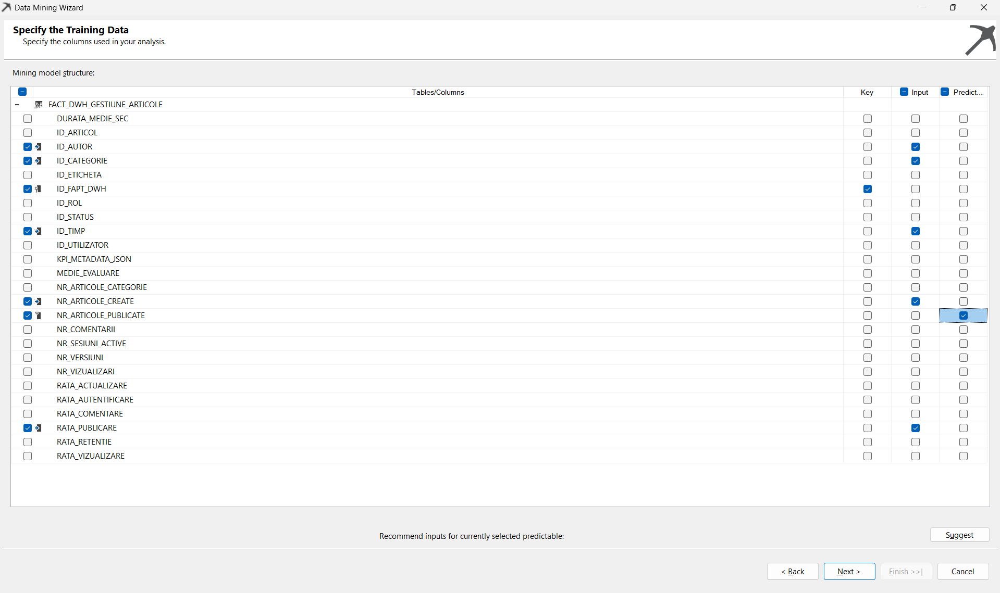 Data Mining Wizard
Specify the Training Data
Specify the columns used in your analysis.
Mining model structure:
Tables/Columns Key Input Predict...
FACT_DWH_GESTIUNE_ARTICOLE
DURATA_MEDIE_SEC
ID_ARTICOL
ID_AUTOR
ID_CATEGORIE
ID_ETICHETA
ID_FAPT_DWH
ID_ROL
ID_STATUS
ID_TIMP
ID_UTILIZATOR
KPI_METADATA_JSON
MEDIE_EVALUARE
NR_ARTICOLE_CATEGORIE
NR_ARTICOLE_CREATE
NR_ARTICOLE_PUBLICATE
NR_COMENTARII
NR_SESIUNI_ACTIVE
NR_VERSIUNI
NR_VIZUALIZARI
RATA_ACTUALIZARE
RATA_AUTENTIFICARE
RATA_COMENTARE
RATA_PUBLICARE
RATA_RETENTIE
RATA_VIZUALIZARE
Recommend inputs for currently selected predictable: Suggest
< Back Next > Finish >>| Cancel